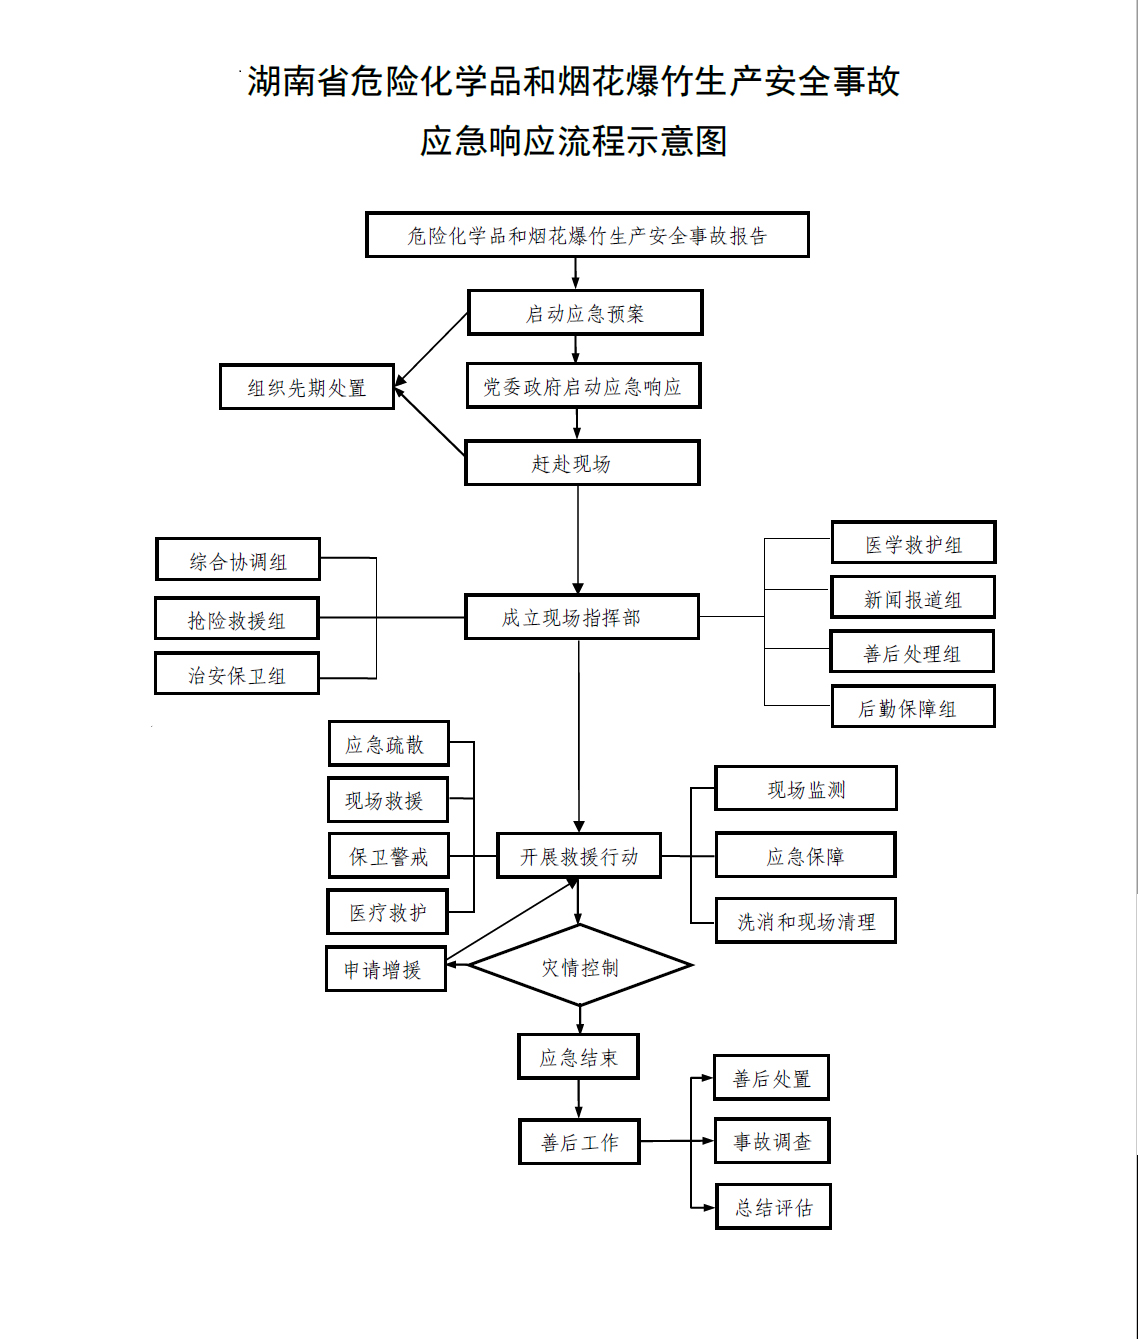 湖南省危险化学品和烟花爆竹生产安全事故
应急响应流程示意图
危险化学品和烟花爆竹生产安全事故报告
启动应急预案
党委政府启动应急响应
组织先期处置
赶赴现场
综合协调组
抢险救援组
治安保卫组
成立现场指挥部
医学救护组
新闻报道组
善后处理组
后勤保障组
应急疏散
现场救援
保卫警戒
医疗救护
申请增援
开展救援行动
现场监测
应急保障
洗消和现场清理
灾情控制
应急结束
善后工作
善后处置
事故调查
总结评估